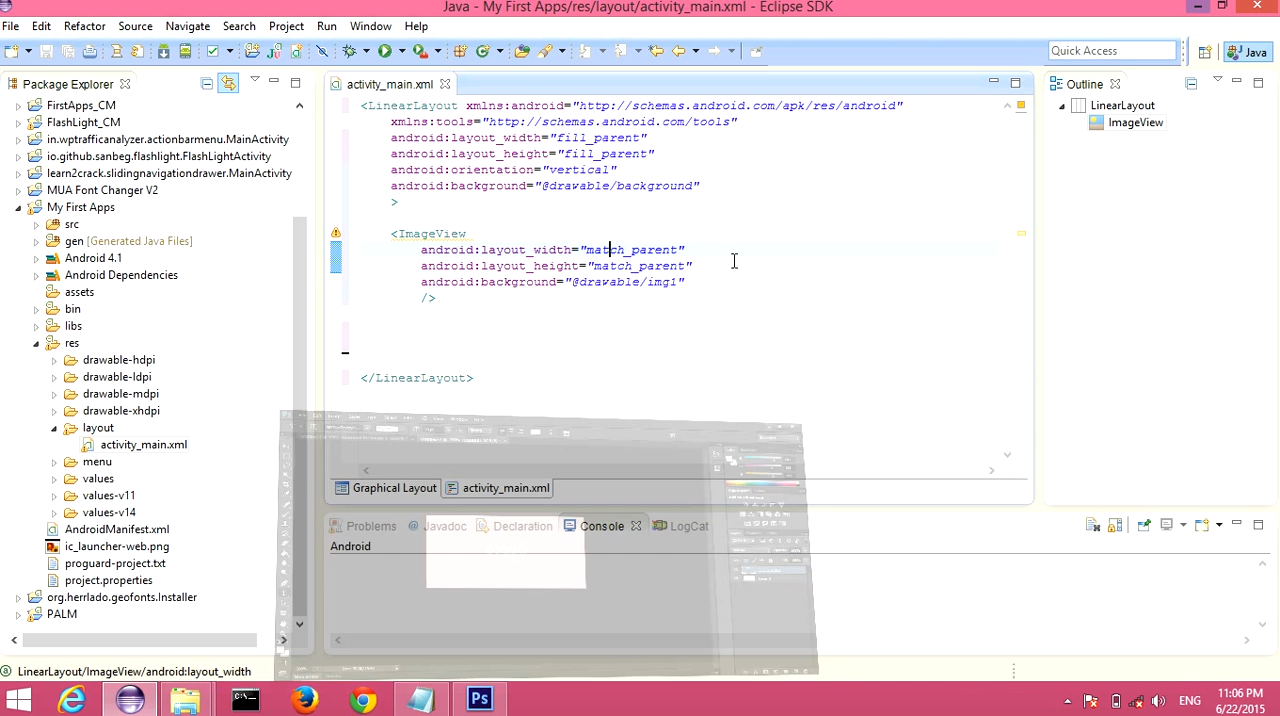 Java - My First Apps/res/layout/activity_main.xml - Eclipse SDK
File Edit Refactor Navigate Search Project Run Window Help
Quick Access
Java
Package Explorer
activity_main.xml
Outline
FirstApps_CM
FlashLight_CM
in.wptrafficanalyzer.actionbarmenu.MainActivity
io.github.sanbeg.flashlight.FlashLightActivity
learn2crack.slidingnavigationdrawer.MainActivity
MUA Font Changer V2
My First Apps
src
gen [Generated Java Files]
Android 4.1
Android Dependencies
assets
bin
libs
res
drawable-hdpi
drawable-ldpi
drawable-mdpi
drawable-xhdpi
layout
activity_main.xml
menu
values
values-v11
values-v14
AndroidManifest.xml
ic_launcher-web.png
proguard-project.txt
project.properties
org.herrlado.geofonts.Installer
PALM
<LinearLayout xmlns:android="http://schemas.android.com/apk/res/android"
xmlns:tools="http://schemas.android.com/tools"
android:layout_width="fill_parent"
android:layout_height="fill_parent"
android:orientation="vertical"
android:background="@drawable/background"
>
<ImageView
android:layout_width="match_parent"
android:layout_height="match_parent"
android:background="@drawable/img1"
/>
</LinearLayout>
LinearLayout
ImageView
Graphical Layout
activity_main.xml
Problems
@ Javadoc
Declaration
Console
LogCat
Android
LinearLayout/ImageView/android:layout_width
Ps
ENG
11:06 PM
6/22/2015